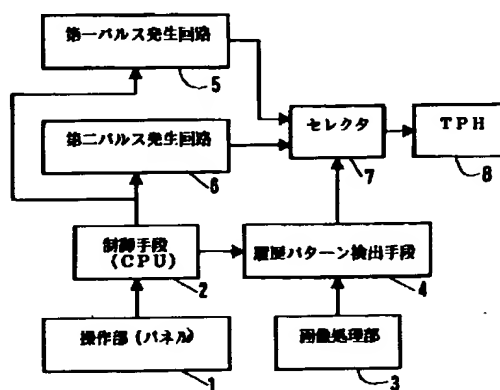 第一パルス発生回路
5
第二パルス発生回路
6
セレクタ
7
TPH
8
制御手段
(CPU)
2
履歴パターン検出手段
4
操作部(パネル)
1
画像処理部
3